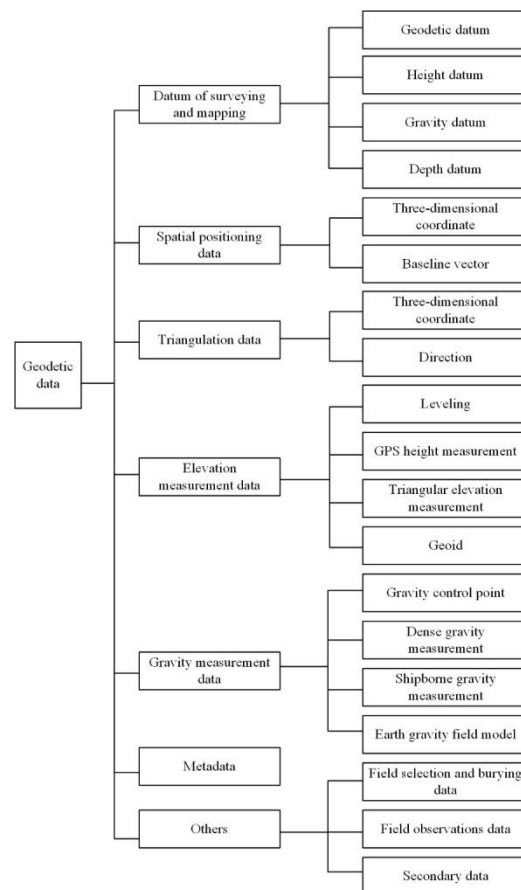 Geodetic
data
Datum of surveying
and mapping
Geodetic datum
Height datum
Gravity datum
Depth datum
Spatial positioning
data
Three-dimensional
coordinate
Baseline vector
Triangulation data
Three-dimensional
coordinate
Direction
Elevation
measurement data
Leveling
GPS height measurement
Triangular elevation
measurement
Geoid
Gravity measurement
data
Gravity control point
Dense gravity
measurement
Shipborne gravity
measurement
Earth gravity field model
Metadata
Others
Field selection and burying
data
Field observations data
Secondary data